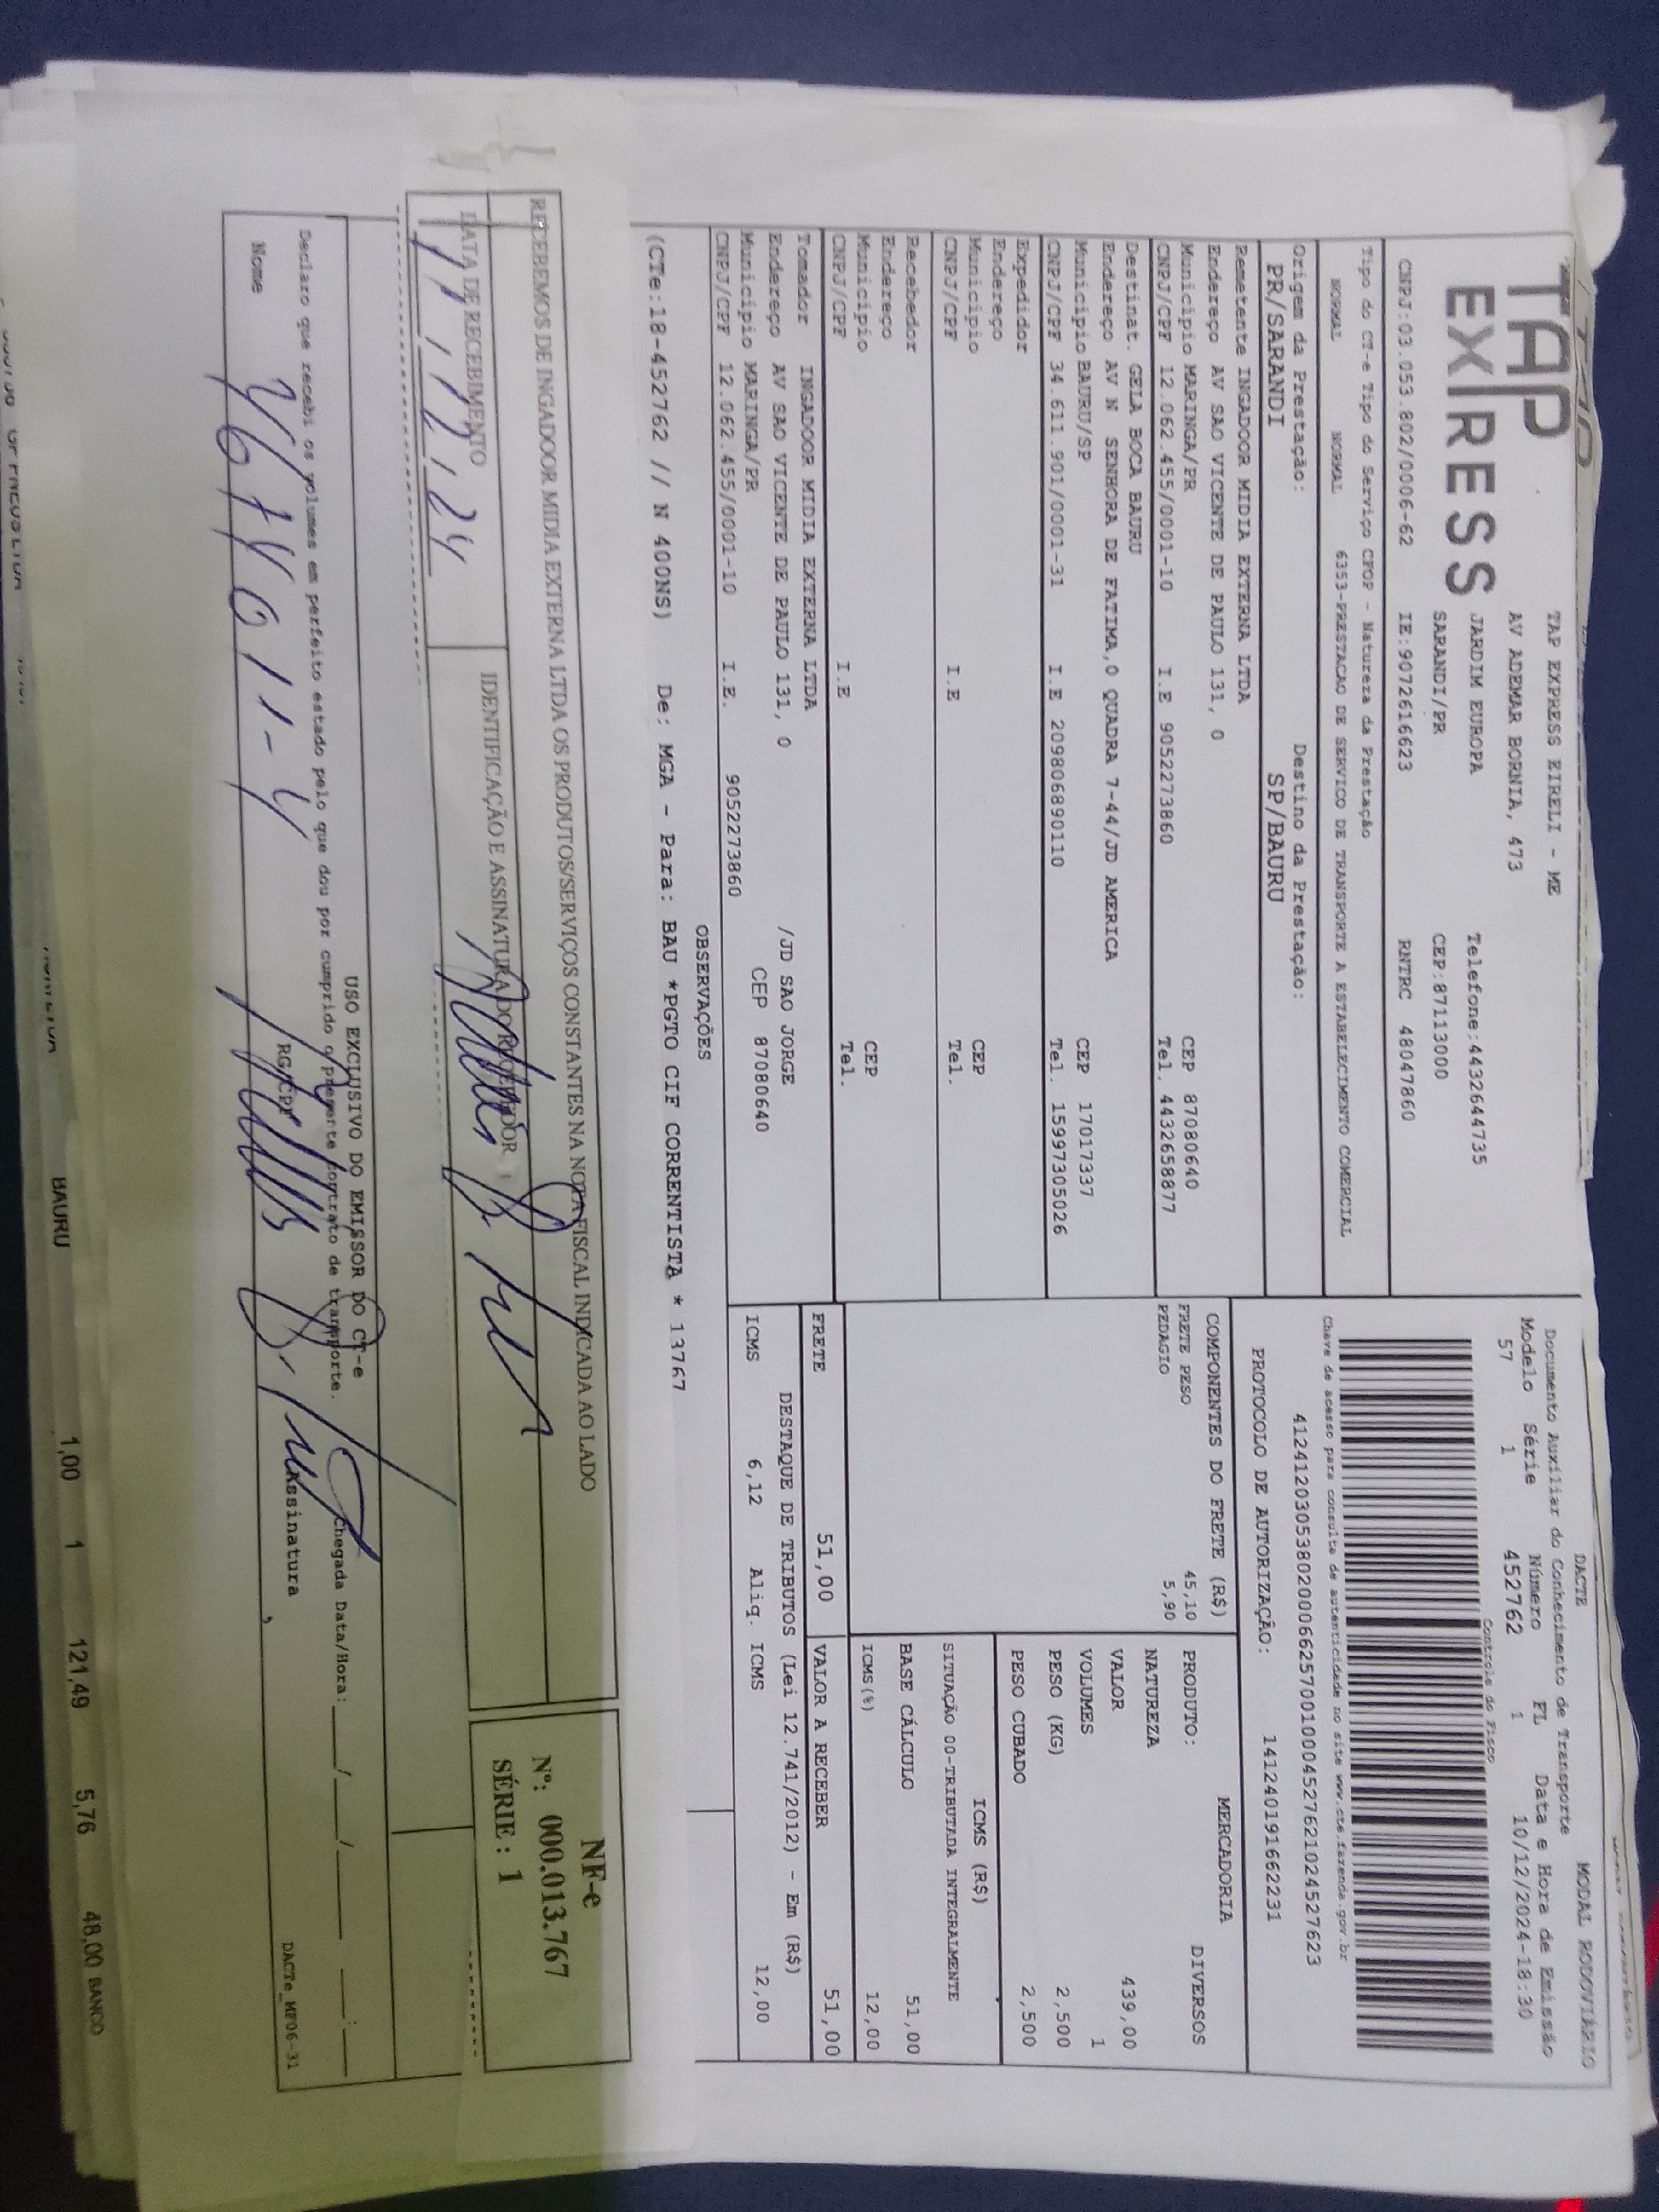 TAP
EXPRESS
TAP EXPRESS EIRELI - ME
AV ADEMAR BORNIA, 473
JARDIM EUROPA Telefone:4432644735
SARANDI/PR CEP:87113000
CNPJ:03.053.802/0006-62 IE:9072616623 RNTRC 48047860
DACTE MODAL RODOVIÁRIO
Documento Auxiliar do Conhecimento de Transporte
Modelo Série Número FL Data e Hora de Emissão
57 1 452762 1 10/12/2024-18:30
Controle do Fisco
Chave de acesso para consulta de autenticidade no site www.cte.fazenda.gov.br
41241203053802000662570010004527621024527623
PROTOCOLO DE AUTORIZAÇÃO: 141240191662231
Tipo do CT-e Tipo do Serviço CFOP - Natureza da Prestação
NORMAL NORMAL 6353-PRESTACAO DE SERVICO DE TRANSPORTE A ESTABELECIMENTO COMERCIAL
Origem da Prestação: Destino da Prestação:
PR/SARANDI SP/BAURU
Remetente INGADOOR MIDIA EXTERNA LTDA
Endereço AV SAO VICENTE DE PAULO 131, 0
Municipio MARINGA/PR CEP 87080640
CNPJ/CPF 12.062.455/0001-10 I.E 9052273860 Tel. 4432658877
Destinat. GELA BOCA BAURU
Endereço AV N SENHORA DE FATIMA,0 QUADRA 7-44/JD AMERICA
Municipio BAURU/SP CEP 17017337
CNPJ/CPF 34.611.901/0001-31 I.E 209806890110 Tel. 15997305026
Expedidor
Endereço
Municipio CEP
CNPJ/CPF I.E Tel.
Recebedor
Endereço
Municipio CEP
CNPJ/CPF I.E Tel.
Tomador INGADOOR MIDIA EXTERNA LTDA
Endereço AV SAO VICENTE DE PAULO 131, 0 /JD SAO JORGE
Municipio MARINGA/PR CEP 87080640
CNPJ/CPF 12.062.455/0001-10 I.E. 9052273860
COMPONENTES DO FRETE (R$)
FRETE PESO 45,10
PEDAGIO 5,90
MERCADORIA
PRODUTO: DIVERSOS
NATUREZA
VALOR 439,00
VOLUMES 1
PESO (KG) 2,500
PESO CUBADO 2,500
ICMS (R$)
SITUAÇÃO 00-TRIBUTADA INTEGRALMENTE
BASE CÁLCULO 51,00
ICMS(%) 12,00
FRETE 51,00 VALOR A RECEBER 51,00
DESTAQUE DE TRIBUTOS (Lei 12.741/2012) - Em (R$)
ICMS 6,12 Aliq. ICMS 12,00
OBSERVAÇÕES
(CTe:18-452762 // N 400NS) De: MGA - Para: BAU *PGTO CIF CORRENTISTA * 13767
RECEBEMOS DE INGADOOR MIDIA EXTERNA LTDA OS PRODUTOS/SERVIÇOS CONSTANTES NA NOTA FISCAL INDICADA AO LADO
DATA DE RECEBIMENTO IDENTIFICAÇÃO E ASSINATURA DO RECEBEDOR
NF-e
Nº: 000.013.767
SÉRIE : 1
USO EXCLUSIVO DO EMISSOR DO CT-e
Declaro que recebi os volumes em perfeito estado pelo que dou por cumprido o presente contrato de transporte.
Chegada Data/Hora: ___/___/____ __:__
Nome RG/CPF Assinatura
DACTe_MF06-31
BAURU 1,00 1 121,49 5,76 48,00 BANCO